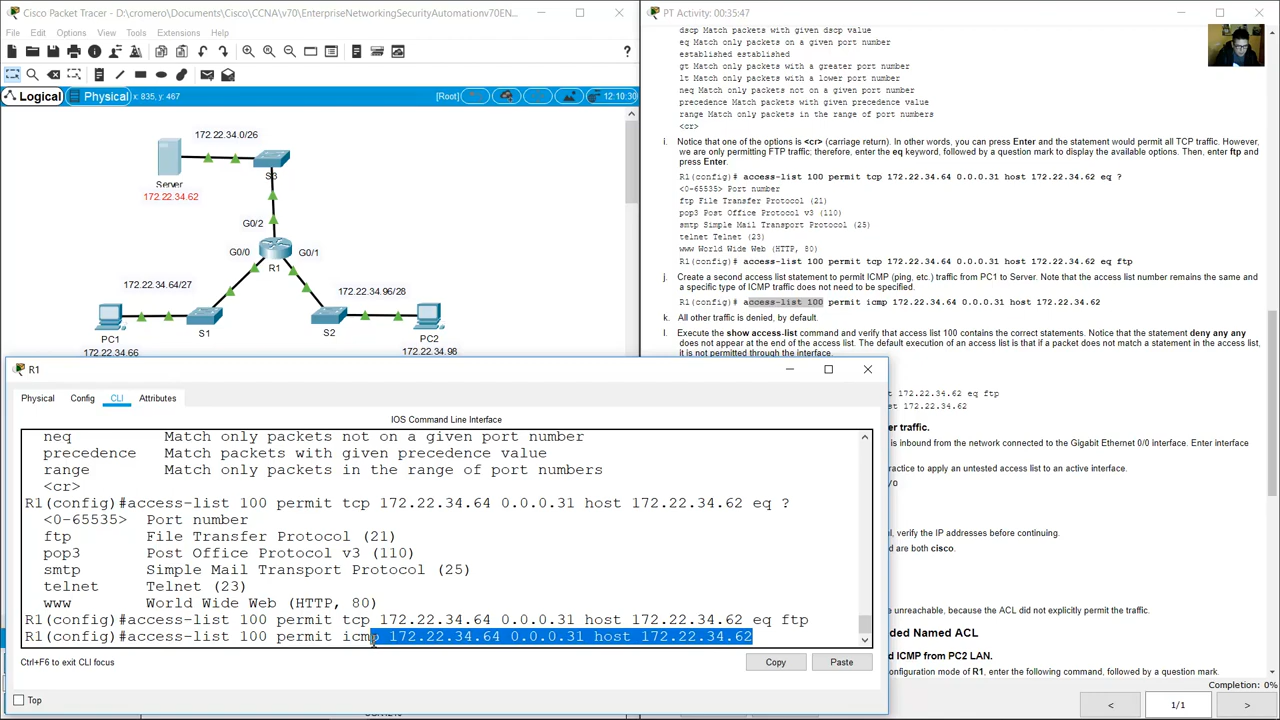 Cisco Packet Tracer - C:\Users\cromero\Documents\Cisco\CCNA\v70\EnterpriseNetworkingSecurityAutomationv70EN...
File Edit Options View Tools Extensions Help
Logical Physical x: 835, y: 467 [Root] 12:10:30
172.22.34.0/26
Server
172.22.34.62
S3
G0/2
G0/0
G0/1
R1
172.22.34.64/27
172.22.34.96/28
PC1
S1
S2
PC2
172.22.34.66
172.22.34.98
R1
Physical Config CLI Attributes
IOS Command Line Interface
neq Match only packets not on a given port number
precedence Match packets with given precedence value
range Match only packets in the range of port numbers
<cr>
R1(config)#access-list 100 permit tcp 172.22.34.64 0.0.0.31 host 172.22.34.62 eq ?
<0-65535> Port number
ftp File Transfer Protocol (21)
pop3 Post Office Protocol v3 (110)
smtp Simple Mail Transport Protocol (25)
telnet Telnet (23)
www World Wide Web (HTTP, 80)
R1(config)#access-list 100 permit tcp 172.22.34.64 0.0.0.31 host 172.22.34.62 eq ftp
R1(config)#access-list 100 permit icmp 172.22.34.64 0.0.0.31 host 172.22.34.62
Ctrl+F6 to exit CLI focus
Copy
Paste
Top
PT Activity: 00:35:47
dscp Match packets with given dscp value
eq Match only packets on a given port number
established established
gt Match only packets with a greater port number
lt Match only packets with a lower port number
neq Match only packets not on a given port number
precedence Match packets with given precedence value
range Match only packets in the range of port numbers
<cr>
i. Notice that one of the options is <cr> (carriage return). In other words, you can press Enter and the statement would permit all TCP traffic. However,
we are only permitting FTP traffic; therefore, enter the eq keyword, followed by a question mark to display the available options. Then, enter ftp and
press Enter.
R1(config)# access-list 100 permit tcp 172.22.34.64 0.0.0.31 host 172.22.34.62 eq ?
<0-65535> Port number
ftp File Transfer Protocol (21)
pop3 Post Office Protocol v3 (110)
smtp Simple Mail Transport Protocol (25)
telnet Telnet (23)
www World Wide Web (HTTP, 80)
R1(config)# access-list 100 permit tcp 172.22.34.64 0.0.0.31 host 172.22.34.62 eq ftp
j. Create a second access list statement to permit ICMP (ping, etc.) traffic from PC1 to Server. Note that the access list number remains the same and
a specific type of ICMP traffic does not need to be specified.
R1(config)# access-list 100 permit icmp 172.22.34.64 0.0.0.31 host 172.22.34.62
k. All other traffic is denied, by default.
l. Execute the show access-list command and verify that access list 100 contains the correct statements. Notice that the statement deny any any
does not appear at the end of the access list. The default execution of an access list is that if a packet does not match a statement in the access list,
it is not permitted through the interface.
172.22.34.62 eq ftp
172.22.34.62
er traffic.
is inbound from the network connected to the Gigabit Ethernet 0/0 interface. Enter interface
ractice to apply an untested access list to an active interface.
/0
ul, verify the IP addresses before continuing.
d are both cisco.
e unreachable, because the ACL did not explicitly permit the traffic.
ded Named ACL
d ICMP from PC2 LAN.
onfiguration mode of R1, enter the following command, followed by a question mark.
Completion: 0%
< 1/1 >